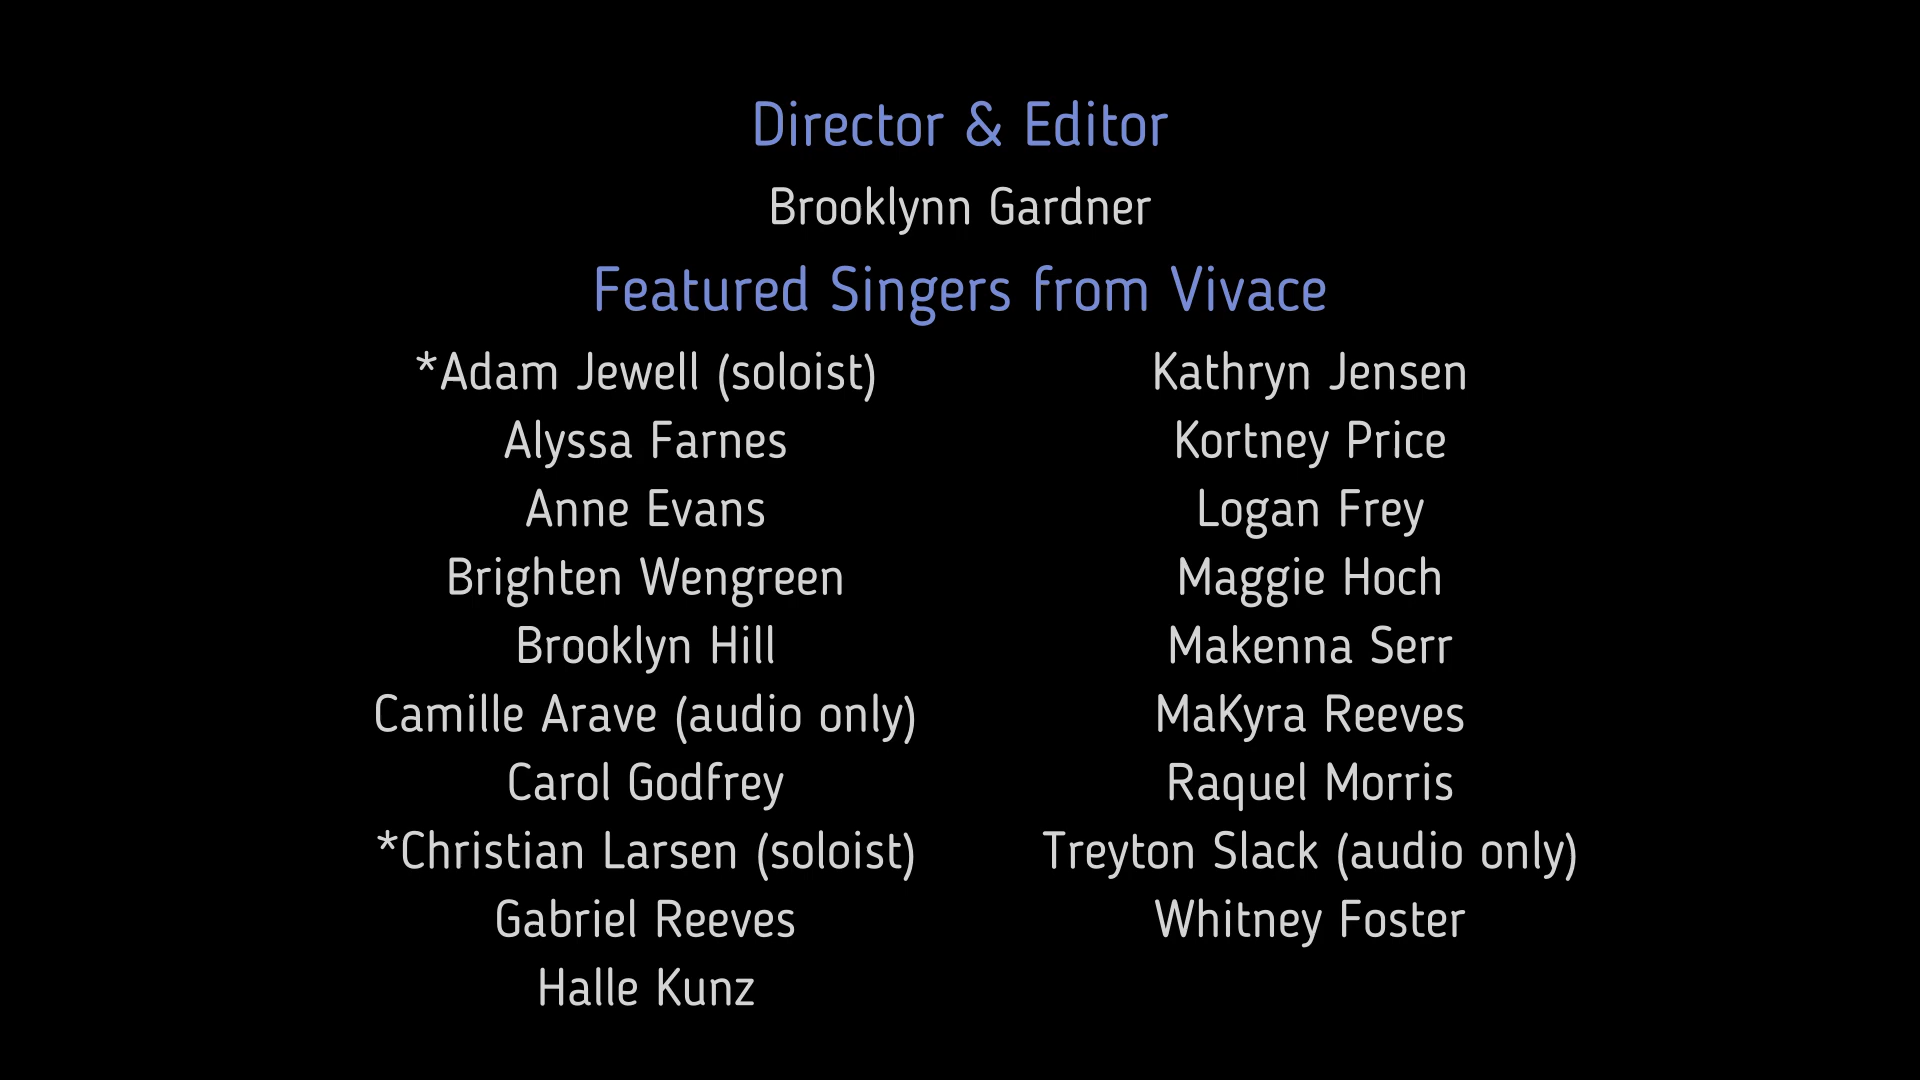 Director & Editor
Brooklynn Gardner
Featured Singers from Vivace
*Adam Jewell (soloist)
Alyssa Farnes
Anne Evans
Brighten Wengreen
Brooklyn Hill
Camille Arave (audio only)
Carol Godfrey
*Christian Larsen (soloist)
Gabriel Reeves
Halle Kunz
Kathryn Jensen
Kortney Price
Logan Frey
Maggie Hoch
Makenna Serr
MaKyra Reeves
Raquel Morris
Treyton Slack (audio only)
Whitney Foster